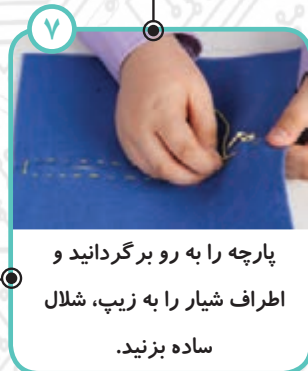 ۷
پارچه را به رو برگردانید و
اطراف شیار را به زیپ، شلال
ساده بزنید.